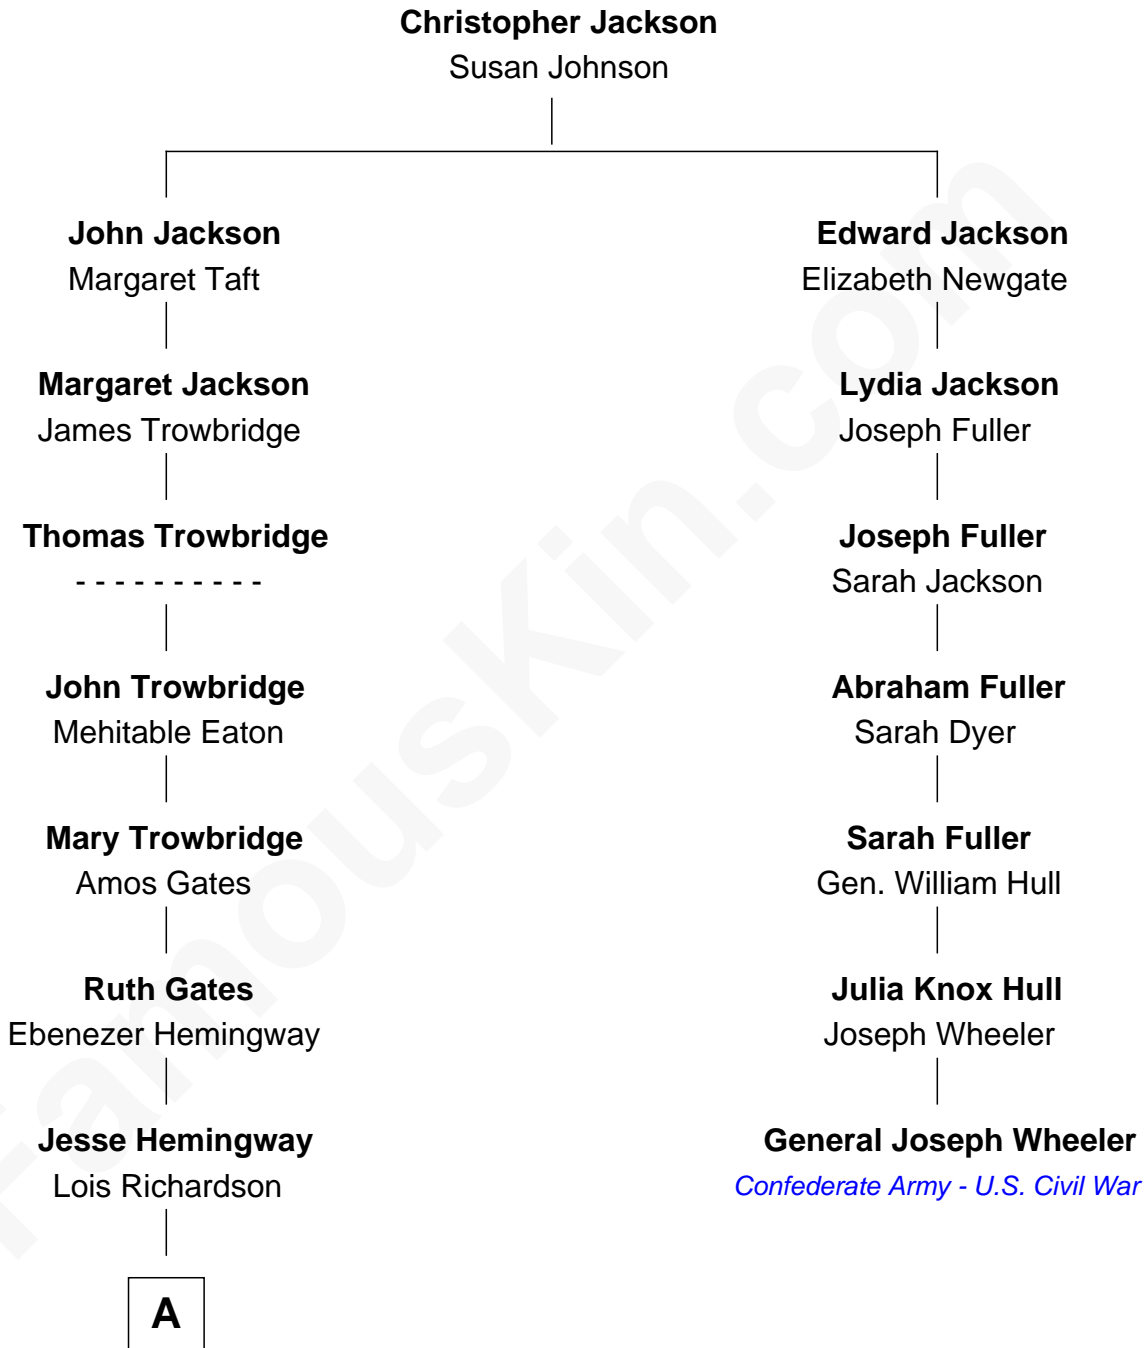 Christopher Jackson
Susan Johnson
John Jackson
Margaret Taft
Edward Jackson
Elizabeth Newgate
Margaret Jackson
James Trowbridge
Lydia Jackson
Joseph Fuller
Thomas Trowbridge
- - - - - - - - - -
Joseph Fuller
Sarah Jackson
John Trowbridge
Mehitable Eaton
Abraham Fuller
Sarah Dyer
Mary Trowbridge
Amos Gates
Sarah Fuller
Gen. William Hull
Ruth Gates
Ebenezer Hemingway
Julia Knox Hull
Joseph Wheeler
Jesse Hemingway
Lois Richardson
General Joseph Wheeler
Confederate Army - U.S. Civil War
A
FamousKin.com